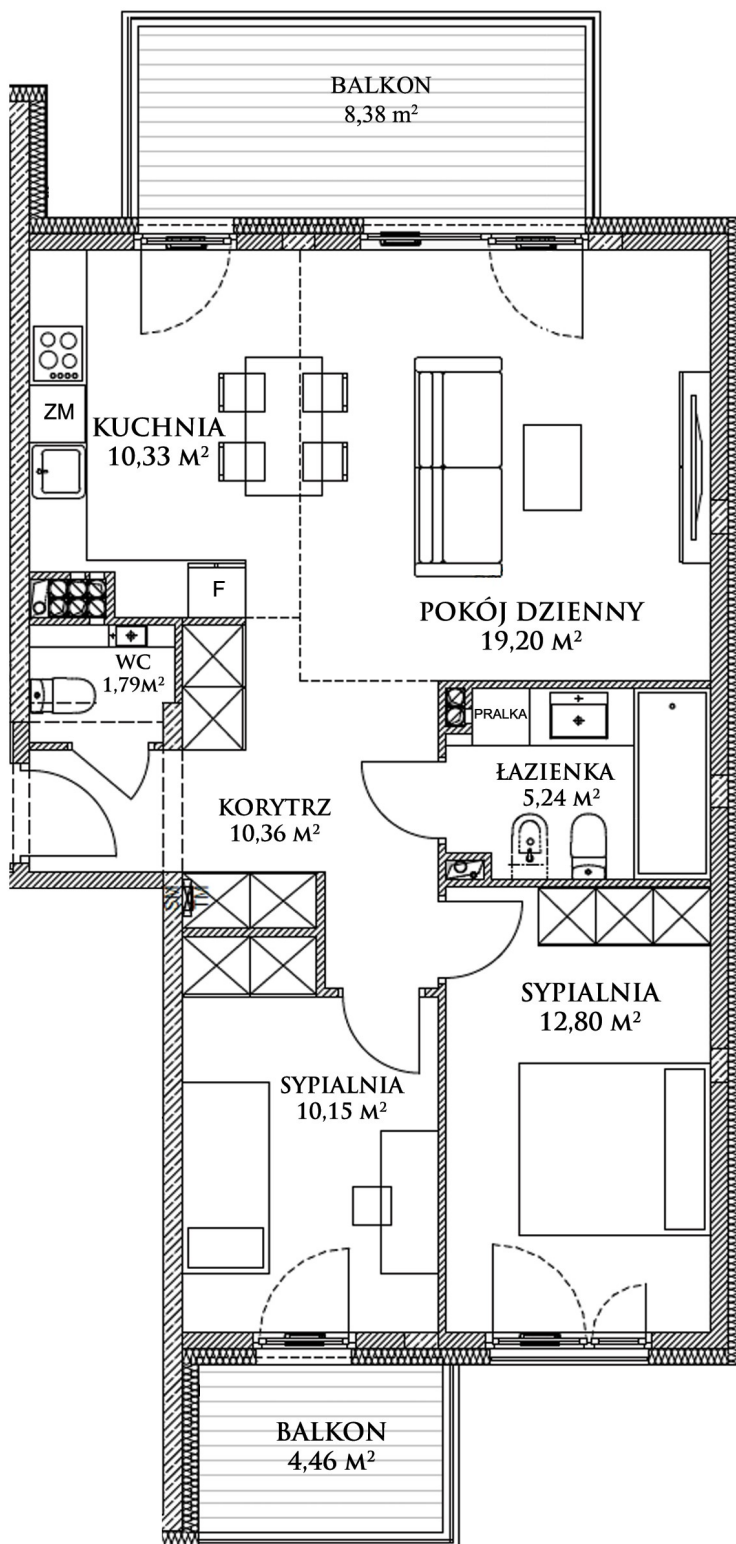 BALKON
8,38 m²
ZM
KUCHNIA
10,33 M²
F
POKÓJ DZIENNY
19,20 M²
WC
1,79M²
PRALKA
ŁAZIENKA
5,24 M²
KORYTRZ
10,36 M²
SYPIALNIA
12,80 M²
SYPIALNIA
10,15 M²
BALKON
4,46 M²